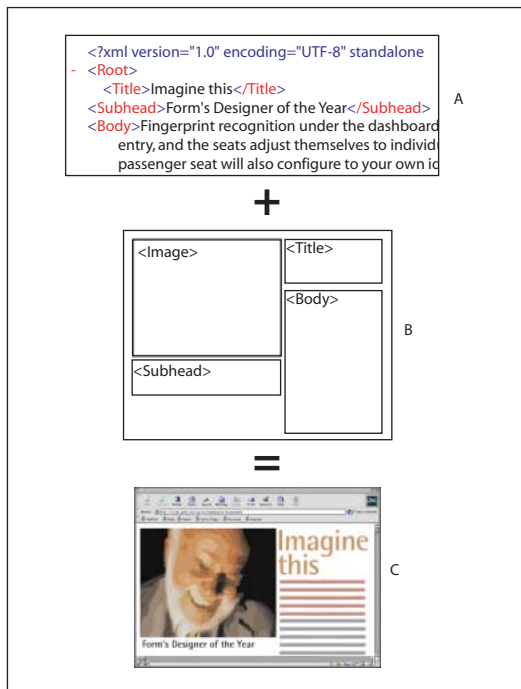 <?xml version="1.0" encoding="UTF-8" standalone
- <Root>
<Title>Imagine this</Title>
<Subhead>Form's Designer of the Year</Subhead>
<Body>Fingerprint recognition under the dashboard
entry, and the seats adjust themselves to individu
passenger seat will also configure to your own ic
A
+
<Image>
<Title>
<Body>
<Subhead>
B
=
Imagine
this
Form's Designer of the Year
C